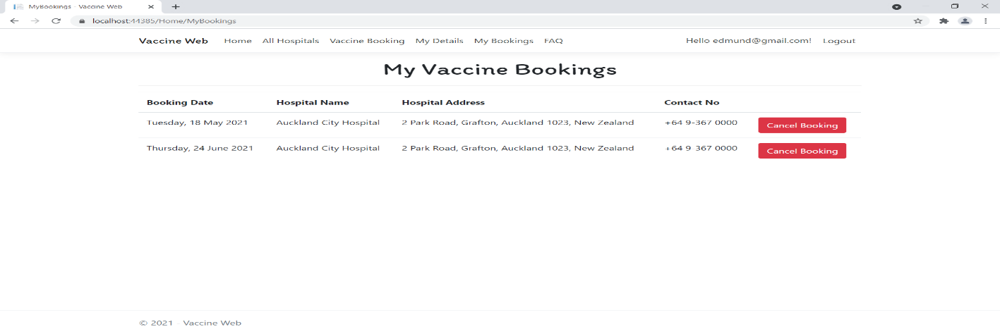 MyBookings - Vaccine Web
localhost:44385/Home/MyBookings
Vaccine Web Home All Hospitals Vaccine Booking My Details My Bookings FAQ Hello edmund@gmail.com! Logout
My Vaccine Bookings
Booking Date Hospital Name Hospital Address Contact No
Tuesday, 18 May 2021 Auckland City Hospital 2 Park Road, Grafton, Auckland 1023, New Zealand +64 9-367 0000 Cancel Booking
Thursday, 24 June 2021 Auckland City Hospital 2 Park Road, Grafton, Auckland 1023, New Zealand +64 9-367 0000 Cancel Booking
© 2021 - Vaccine Web